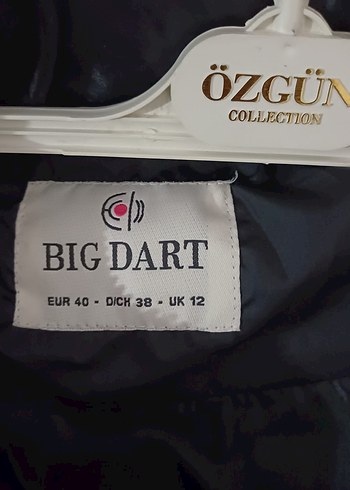 ÖZGÜN
COLLECTION
BIG DART
EUR 40 - D/CH 38 - UK 12